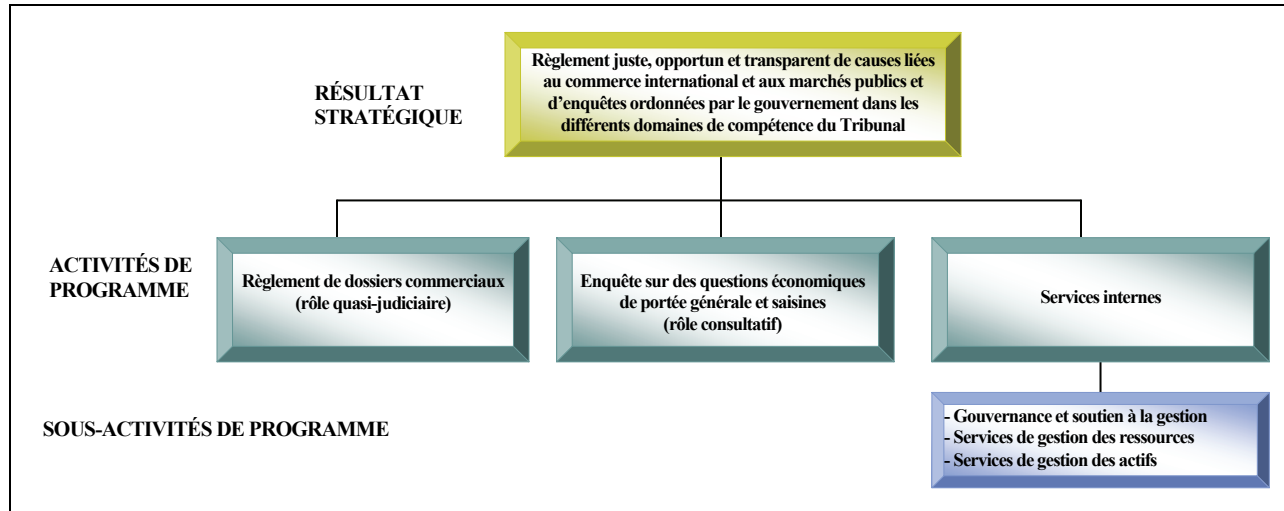 RÉSULTAT
STRATÉGIQUE
Règlement juste, opportun et transparent de causes liées
au commerce international et aux marchés publics et
d'enquêtes ordonnées par le gouvernement dans les
différents domaines de compétence du Tribunal
ACTIVITÉS DE
PROGRAMME
Règlement de dossiers commerciaux
(rôle quasi-judiciaire)
Enquête sur des questions économiques
de portée générale et saisines
(rôle consultatif)
Services internes
SOUS-ACTIVITÉS DE PROGRAMME
- Gouvernance et soutien à la gestion
- Services de gestion des ressources
- Services de gestion des actifs